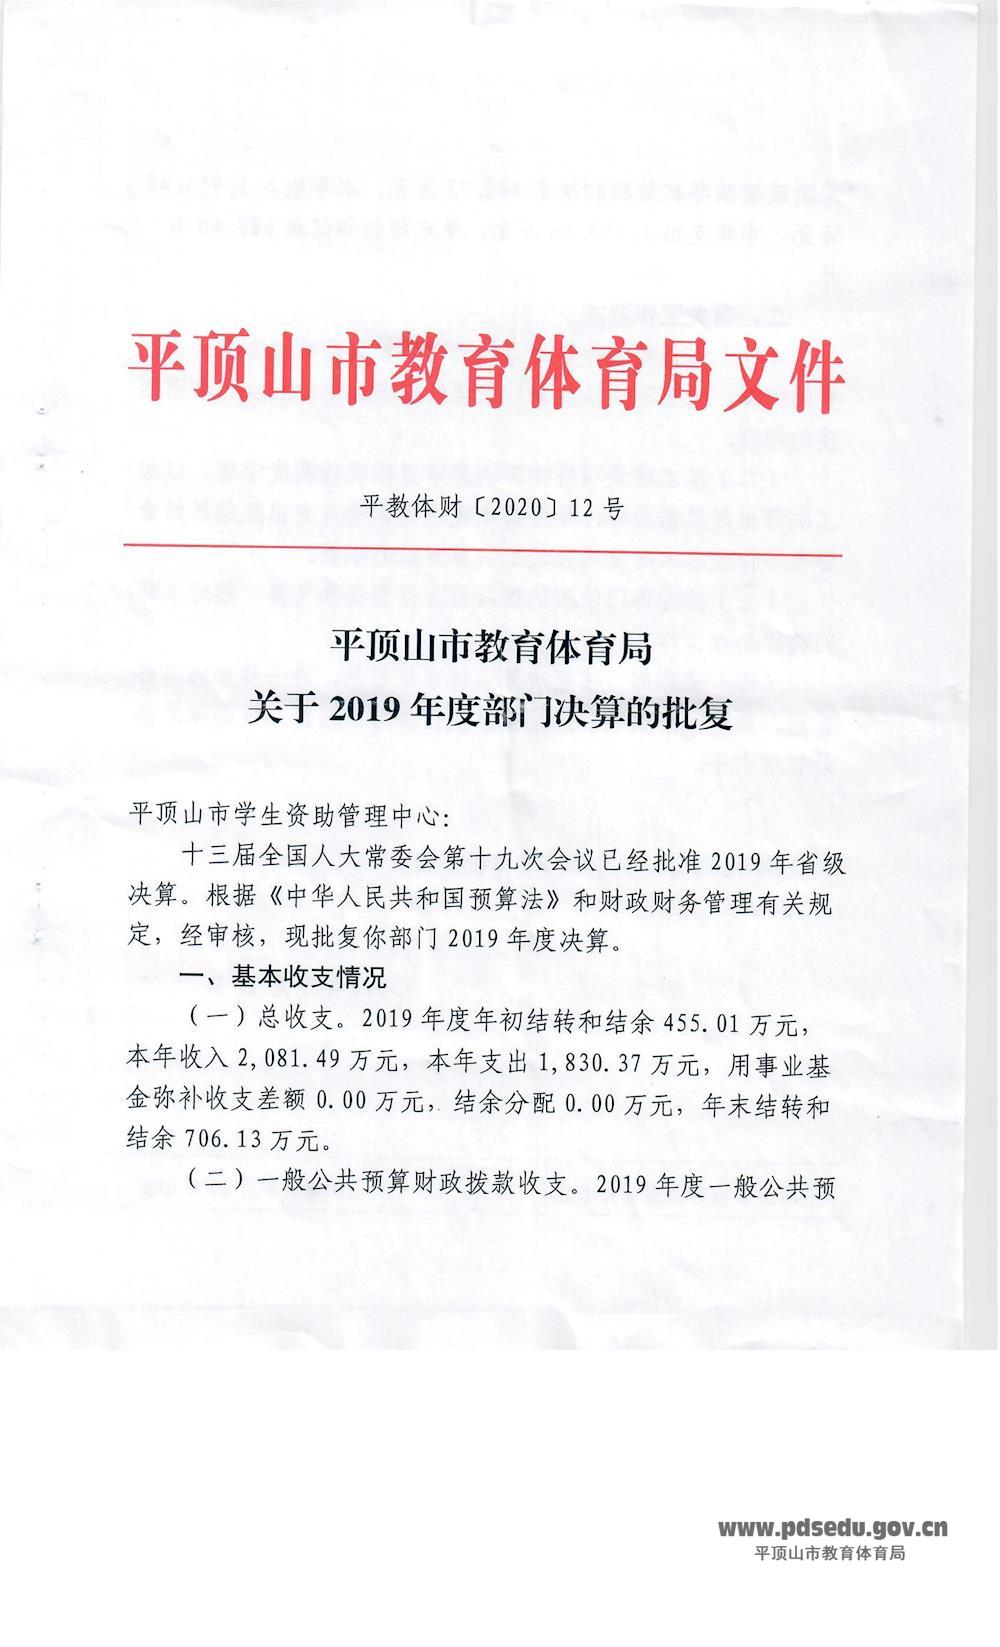 平顶山市教育体育局文件
平教体财〔2020〕12号
平顶山市教育体育局
关于 2019 年度部门决算的批复
平顶山市学生资助管理中心：
十三届全国人大常委会第十九次会议已经批准 2019 年省级
决算。根据《中华人民共和国预算法》和财政财务管理有关规
定，经审核，现批复你部门 2019 年度决算。
一、基本收支情况
（一）总收支。2019 年度年初结转和结余 455.01 万元，
本年收入 2,081.49 万元，本年支出 1,830.37 万元，用事业基
金弥补收支差额 0.00 万元，结余分配 0.00 万元，年末结转和
结余 706.13 万元。
（二）一般公共预算财政拨款收支。2019 年度一般公共预
www.pdsedu.gov.cn
平顶山市教育体育局